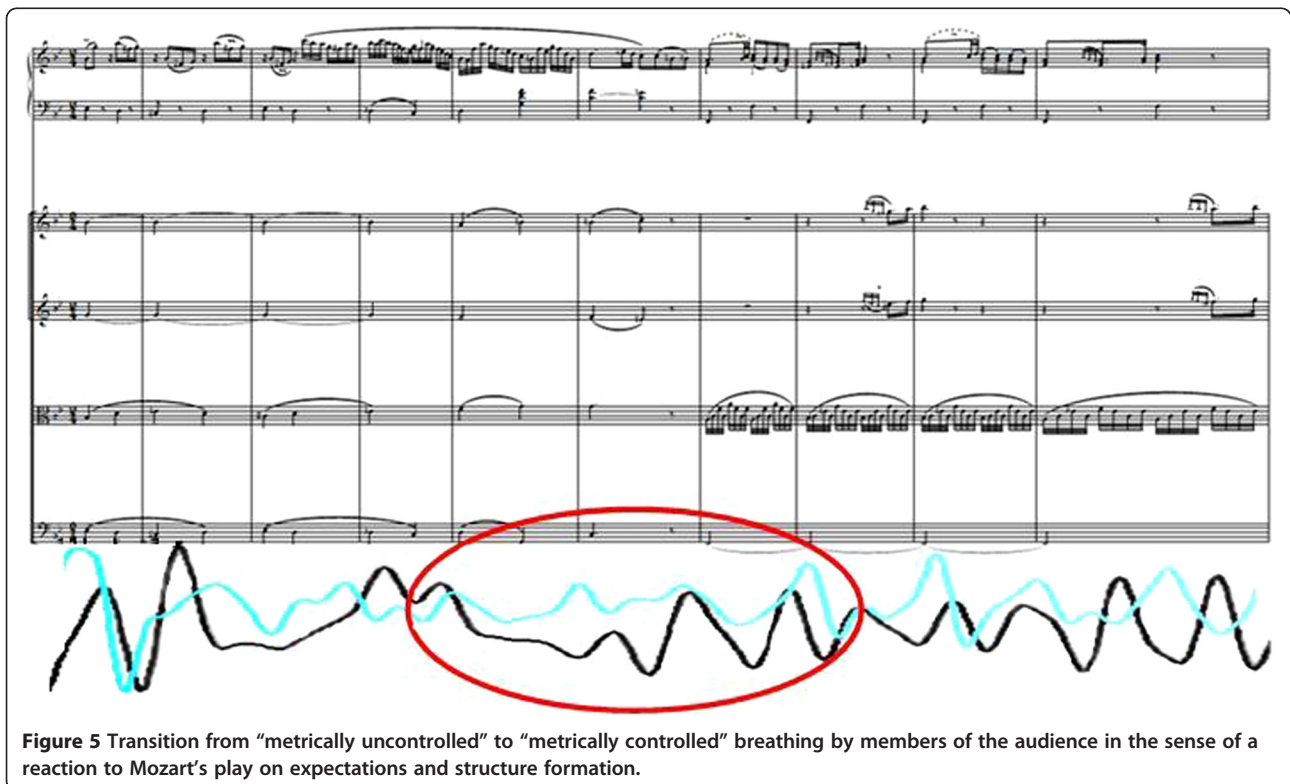 Figure 5 Transition from “metrically uncontrolled” to “metrically controlled” breathing by members of the audience in the sense of a
reaction to Mozart’s play on expectations and structure formation.